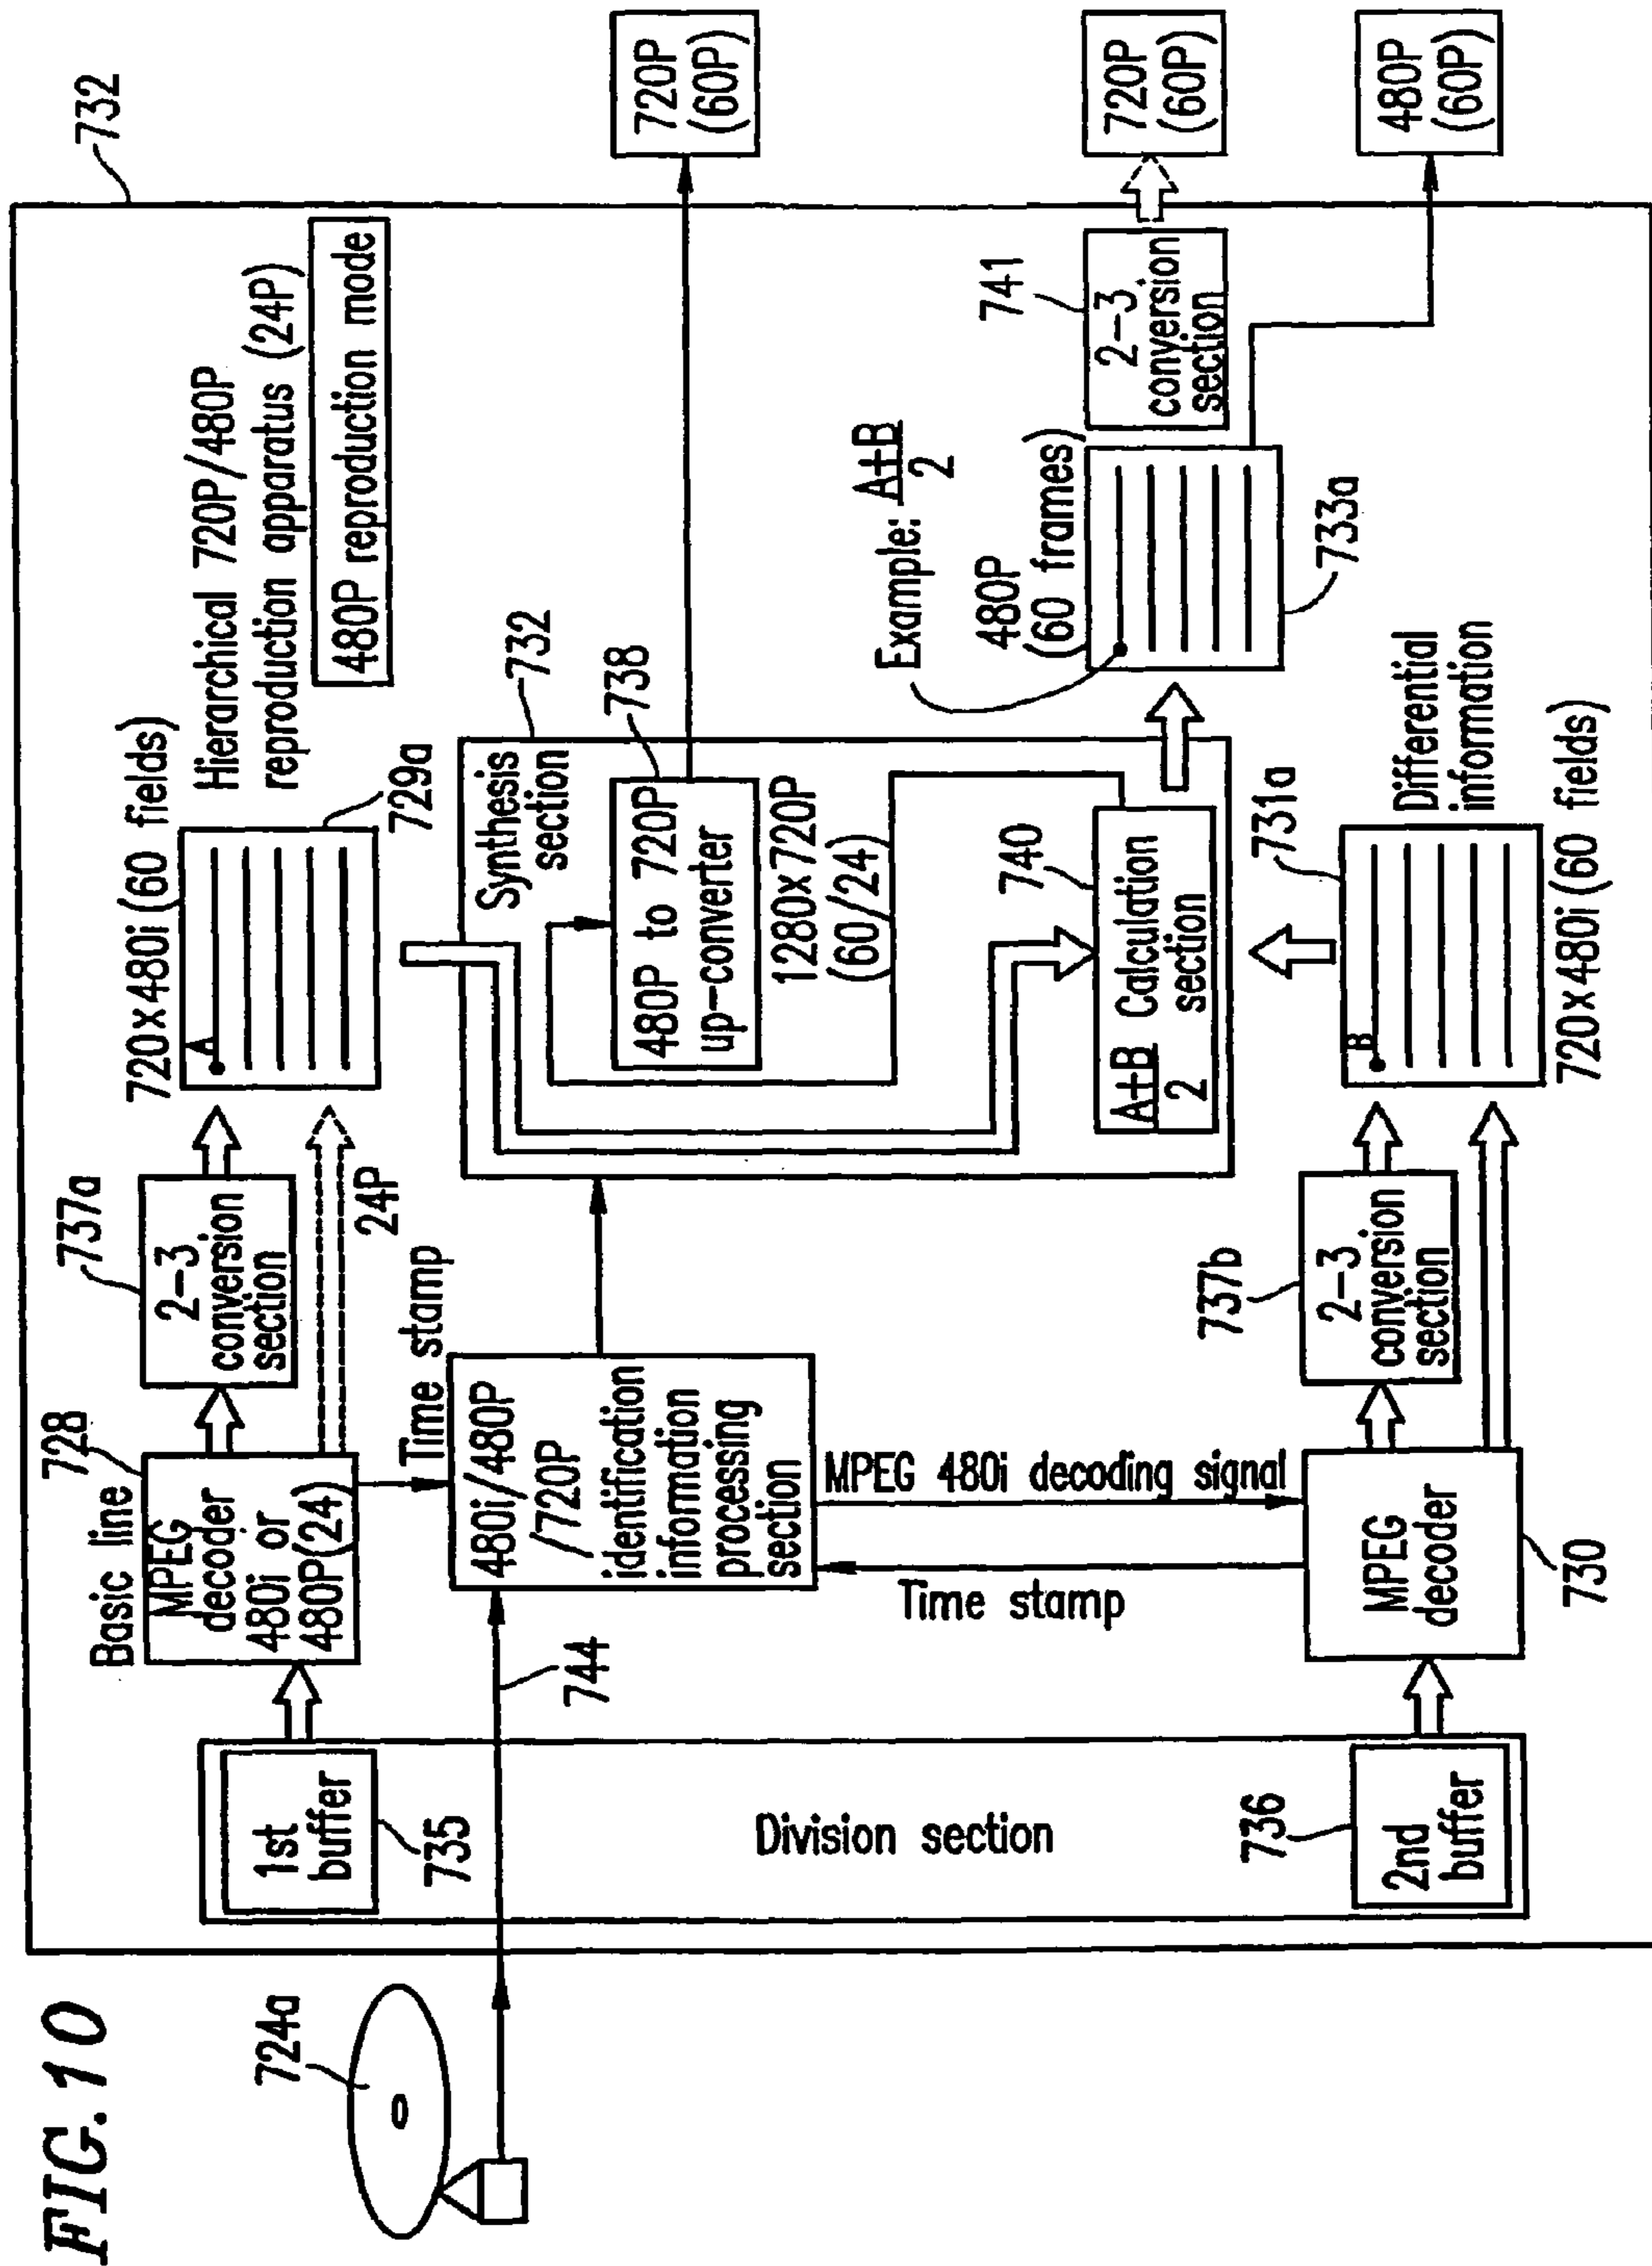 FIG. 10
732
Hierarchical 720P/480P
reproduction apparatus (24P)
480P reproduction mode
724a
744
1st
buffer
735
Division section
736
2nd
buffer
Basic line
728
MPEG
decoder
480i or
480P(24)
737a
2-3
conversion
section
24P
720x480i(60 fields)
A
729a
Time stamp
480i/480P
/720P
identification
information
processing
section
MPEG 480i decoding signal
Time stamp
MPEG
decoder
730
737b
2-3
conversion
section
B
731a
Differential
information
720x480i(60 fields)
Synthesis
section
732
738
480P to 720P
up-converter
1280x720P
(60/24)
740
A+B
2
Calculation
section
Example:
A+B
2
480P
(60 frames)
733a
741
2-3
conversion
section
720P
(60P)
720P
(60P)
480P
(60P)